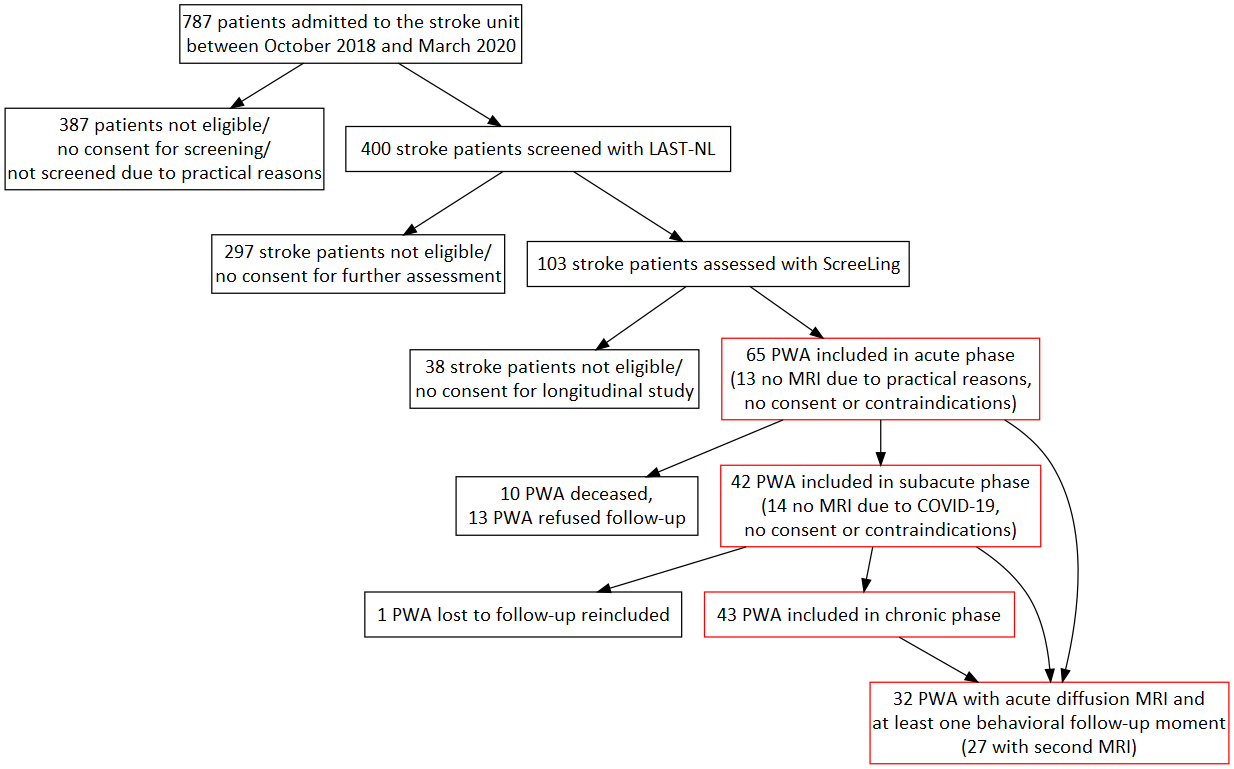 787 patients admitted to the stroke unit
between October 2018 and March 2020
387 patients not eligible/
no consent for screening/
not screened due to practical reasons
400 stroke patients screened with LAST-NL
297 stroke patients not eligible/
no consent for further assessment
103 stroke patients assessed with ScreeLing
38 stroke patients not eligible/
no consent for longitudinal study
65 PWA included in acute phase
(13 no MRI due to practical reasons,
no consent or contraindications)
10 PWA deceased,
13 PWA refused follow-up
42 PWA included in subacute phase
(14 no MRI due to COVID-19,
no consent or contraindications)
1 PWA lost to follow-up reincluded
43 PWA included in chronic phase
32 PWA with acute diffusion MRI and
at least one behavioral follow-up moment
(27 with second MRI)